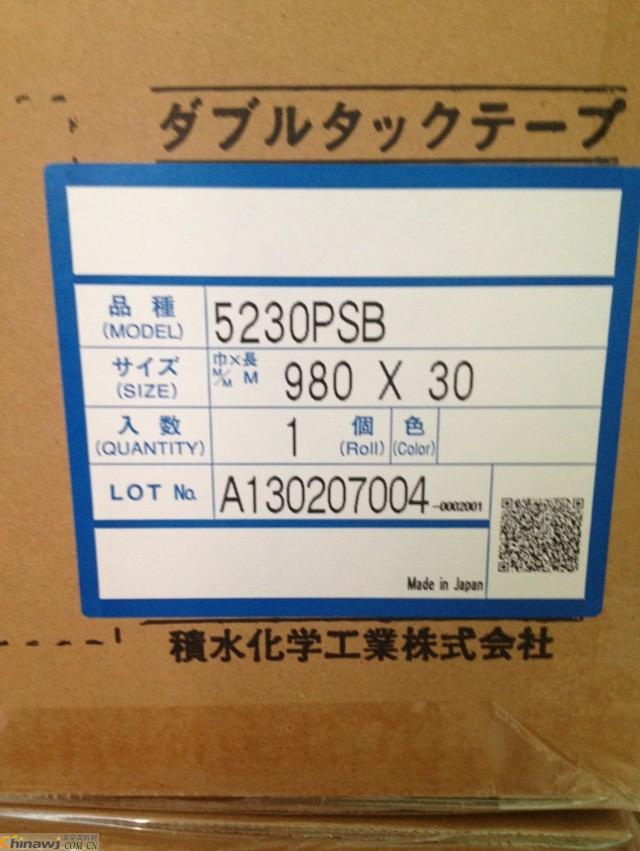 ダブルタックテープ
品種 (MODEL) 5230PSB
サイズ (SIZE) 巾×長 M/M M 980 X 30
入数 (QUANTITY) 1 個 (Roll) 色 (Color)
LOT No. A130207004-0002001
Made in Japan
積水化学工業株式会社
Chinawj.COM.CN